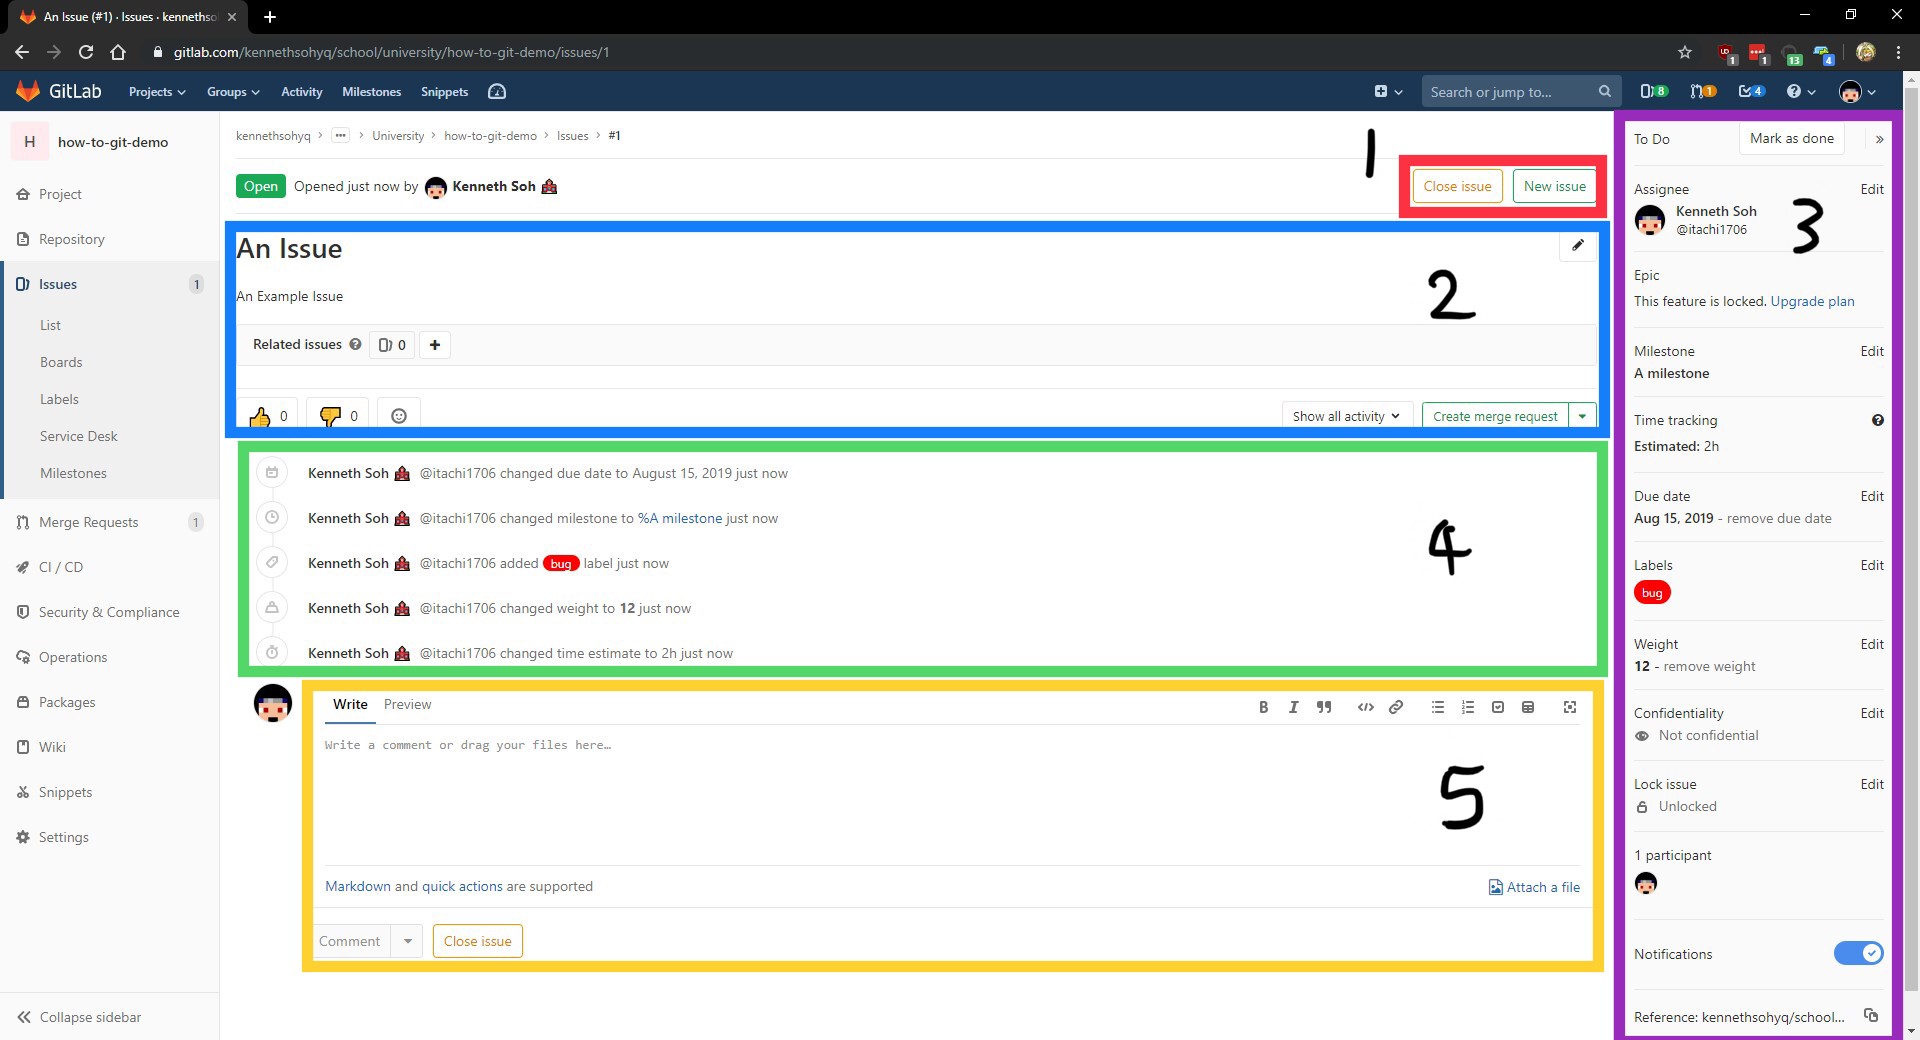 An Issue (#1) · Issues · kennethso
gitlab.com/kennethsohyq/school/university/how-to-git-demo/issues/1
1 1 13 4
GitLab Projects Groups Activity Milestones Snippets Search or jump to... 8 1 4
H how-to-git-demo
Project
Repository
Issues 1
List
Boards
Labels
Service Desk
Milestones
Merge Requests 1
CI / CD
Security & Compliance
Operations
Packages
Wiki
Snippets
Settings
Collapse sidebar
kennethsohyq > ... > University > how-to-git-demo > Issues > #1
1
Open Opened just now by Kenneth Soh
Close issue New issue
An Issue
An Example Issue
2
Related issues 0 +
0 0 Show all activity Create merge request
Kenneth Soh @itachi1706 changed due date to August 15, 2019 just now
Kenneth Soh @itachi1706 changed milestone to %A milestone just now
Kenneth Soh @itachi1706 added bug label just now
Kenneth Soh @itachi1706 changed weight to 12 just now
Kenneth Soh @itachi1706 changed time estimate to 2h just now
4
Write Preview
Write a comment or drag your files here…
5
Markdown and quick actions are supported
Attach a file
Comment Close issue
To Do Mark as done »
Assignee Edit
Kenneth Soh
@itachi1706
3
Epic
This feature is locked. Upgrade plan
Milestone Edit
A milestone
Time tracking
Estimated: 2h
Due date Edit
Aug 15, 2019 - remove due date
Labels Edit
bug
Weight Edit
12 - remove weight
Confidentiality Edit
Not confidential
Lock issue Edit
Unlocked
1 participant
Notifications
Reference: kennethsohyq/school...